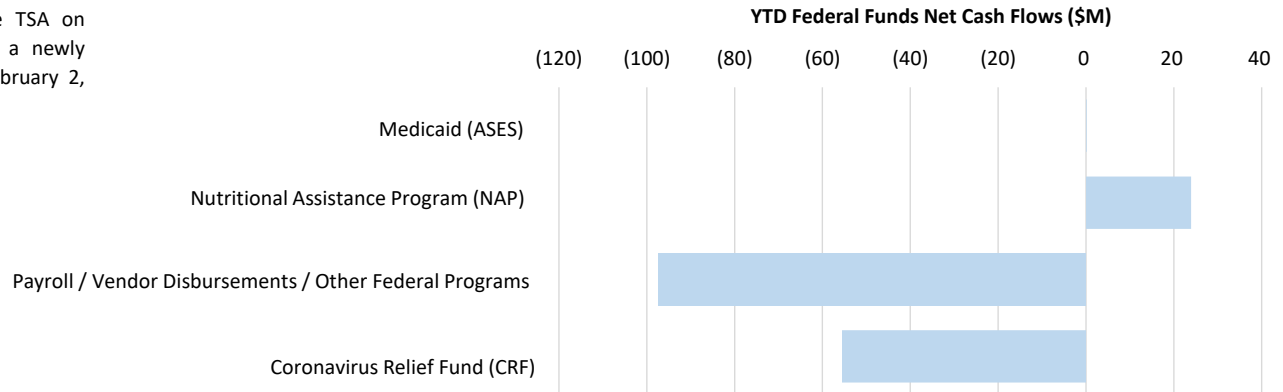 e TSA on
a newly
bruary 2,
YTD Federal Funds Net Cash Flows ($M)
(120) (100) (80) (60) (40) (20) 0 20 40
Medicaid (ASES)
Nutritional Assistance Program (NAP)
Payroll / Vendor Disbursements / Other Federal Programs
Coronavirus Relief Fund (CRF)